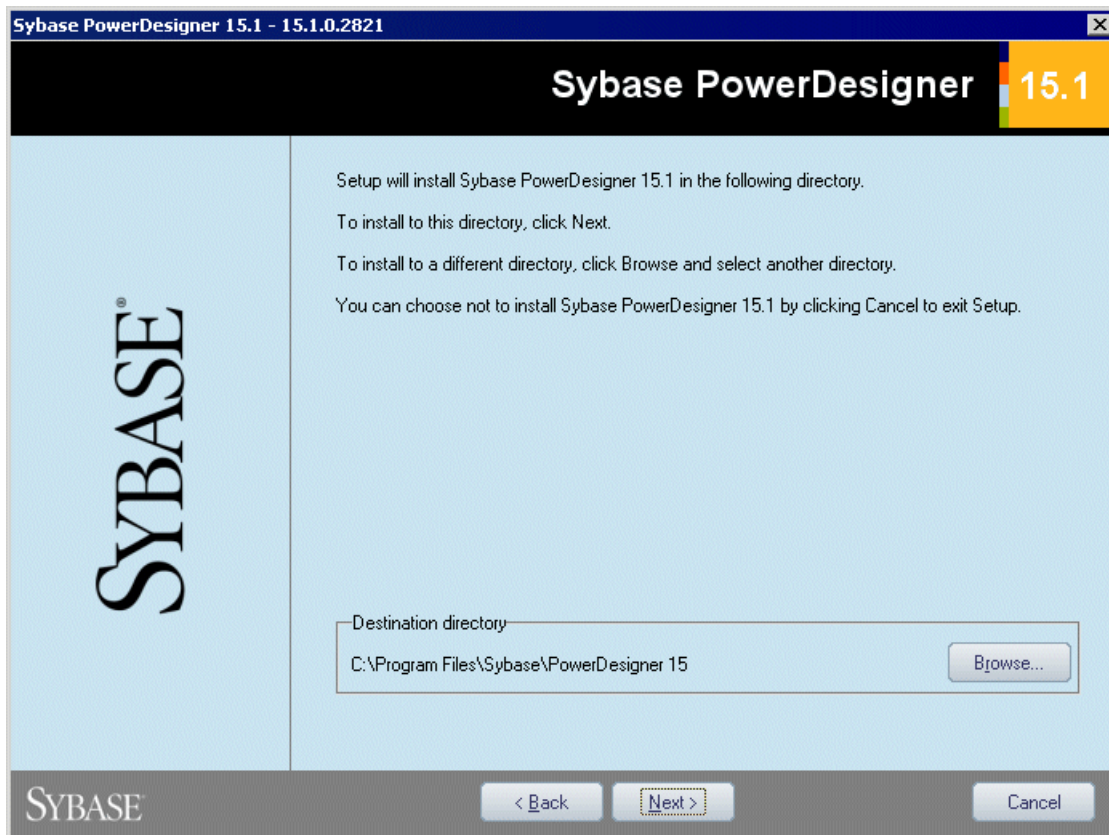 Sybase PowerDesigner 15.1 - 15.1.0.2821
Sybase PowerDesigner 15.1
Setup will install Sybase PowerDesigner 15.1 in the following directory.
To install to this directory, click Next.
To install to a different directory, click Browse and select another directory.
You can choose not to install Sybase PowerDesigner 15.1 by clicking Cancel to exit Setup.
SYBASE®
Destination directory
C:\Program Files\Sybase\PowerDesigner 15
Browse...
SYBASE
< Back
Next >
Cancel